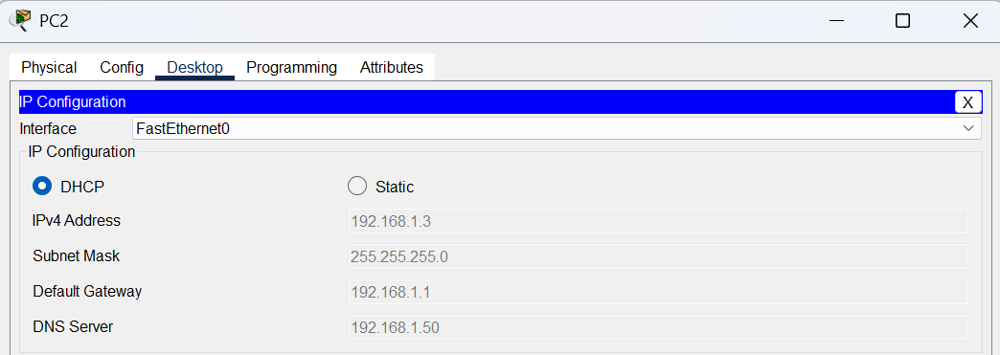 PC2
Physical Config Desktop Programming Attributes
IP Configuration X
Interface FastEthernet0
IP Configuration
DHCP Static
IPv4 Address 192.168.1.3
Subnet Mask 255.255.255.0
Default Gateway 192.168.1.1
DNS Server 192.168.1.50